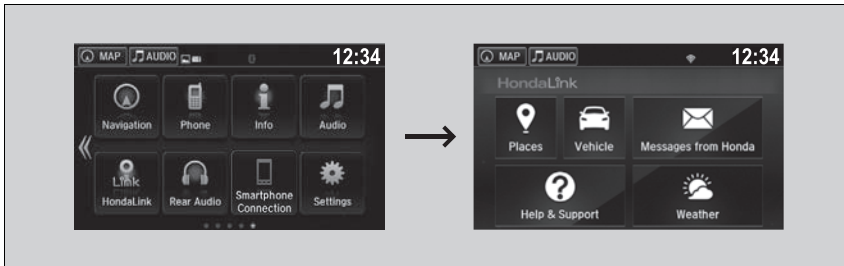 MAP AUDIO 12:34
Navigation Phone Info Audio
Link
HondaLink Rear Audio Smartphone Connection Settings
MAP AUDIO 12:34
HondaLink
Places Vehicle Messages from Honda
Help & Support Weather